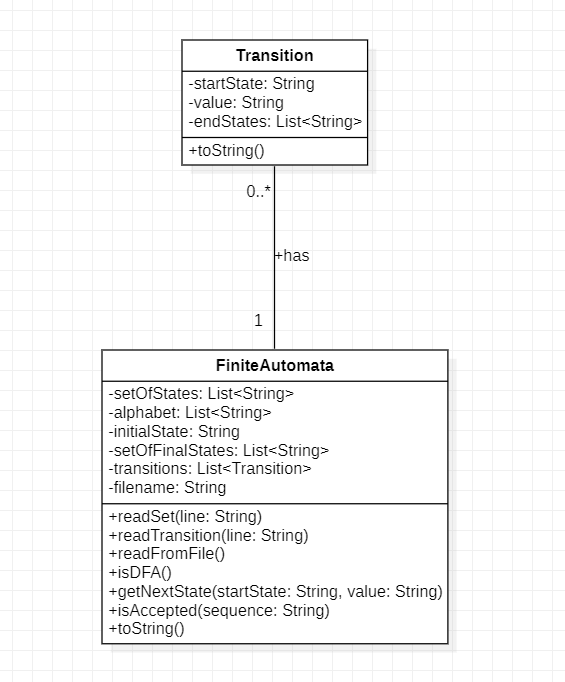 Transition
-startState: String
-value: String
-endStates: List<String>
+toString()
0..*
+has
1
FiniteAutomata
-setOfStates: List<String>
-alphabet: List<String>
-initialState: String
-setOfFinalStates: List<String>
-transitions: List<Transition>
-filename: String
+readSet(line: String)
+readTransition(line: String)
+readFromFile()
+isDFA()
+getNextState(startState: String, value: String)
+isAccepted(sequence: String)
+toString()